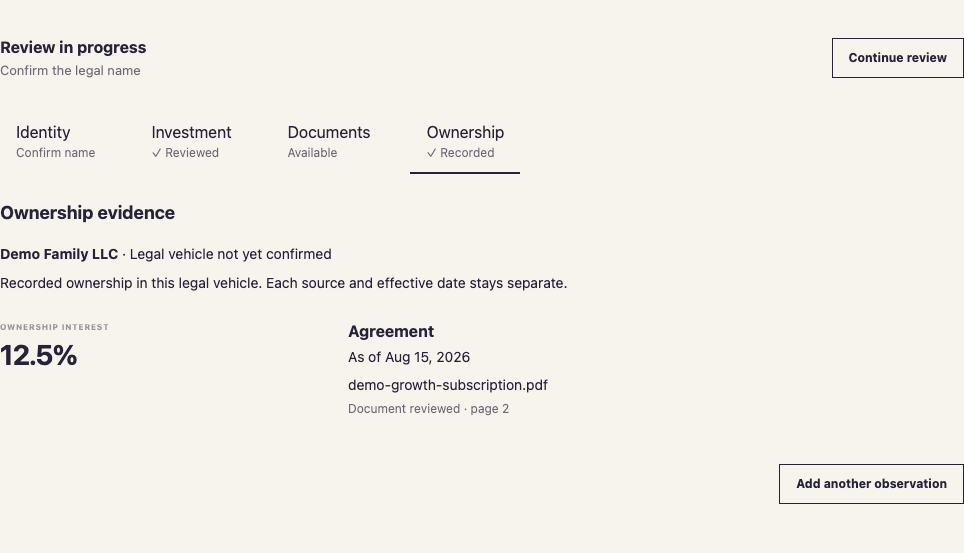 Review in progress
Confirm the legal name
Continue review
Identity
Confirm name
Investment
✓ Reviewed
Documents
Available
Ownership
✓ Recorded
Ownership evidence
Demo Family LLC · Legal vehicle not yet confirmed
Recorded ownership in this legal vehicle. Each source and effective date stays separate.
OWNERSHIP INTEREST
12.5%
Agreement
As of Aug 15, 2026
demo-growth-subscription.pdf
Document reviewed · page 2
Add another observation